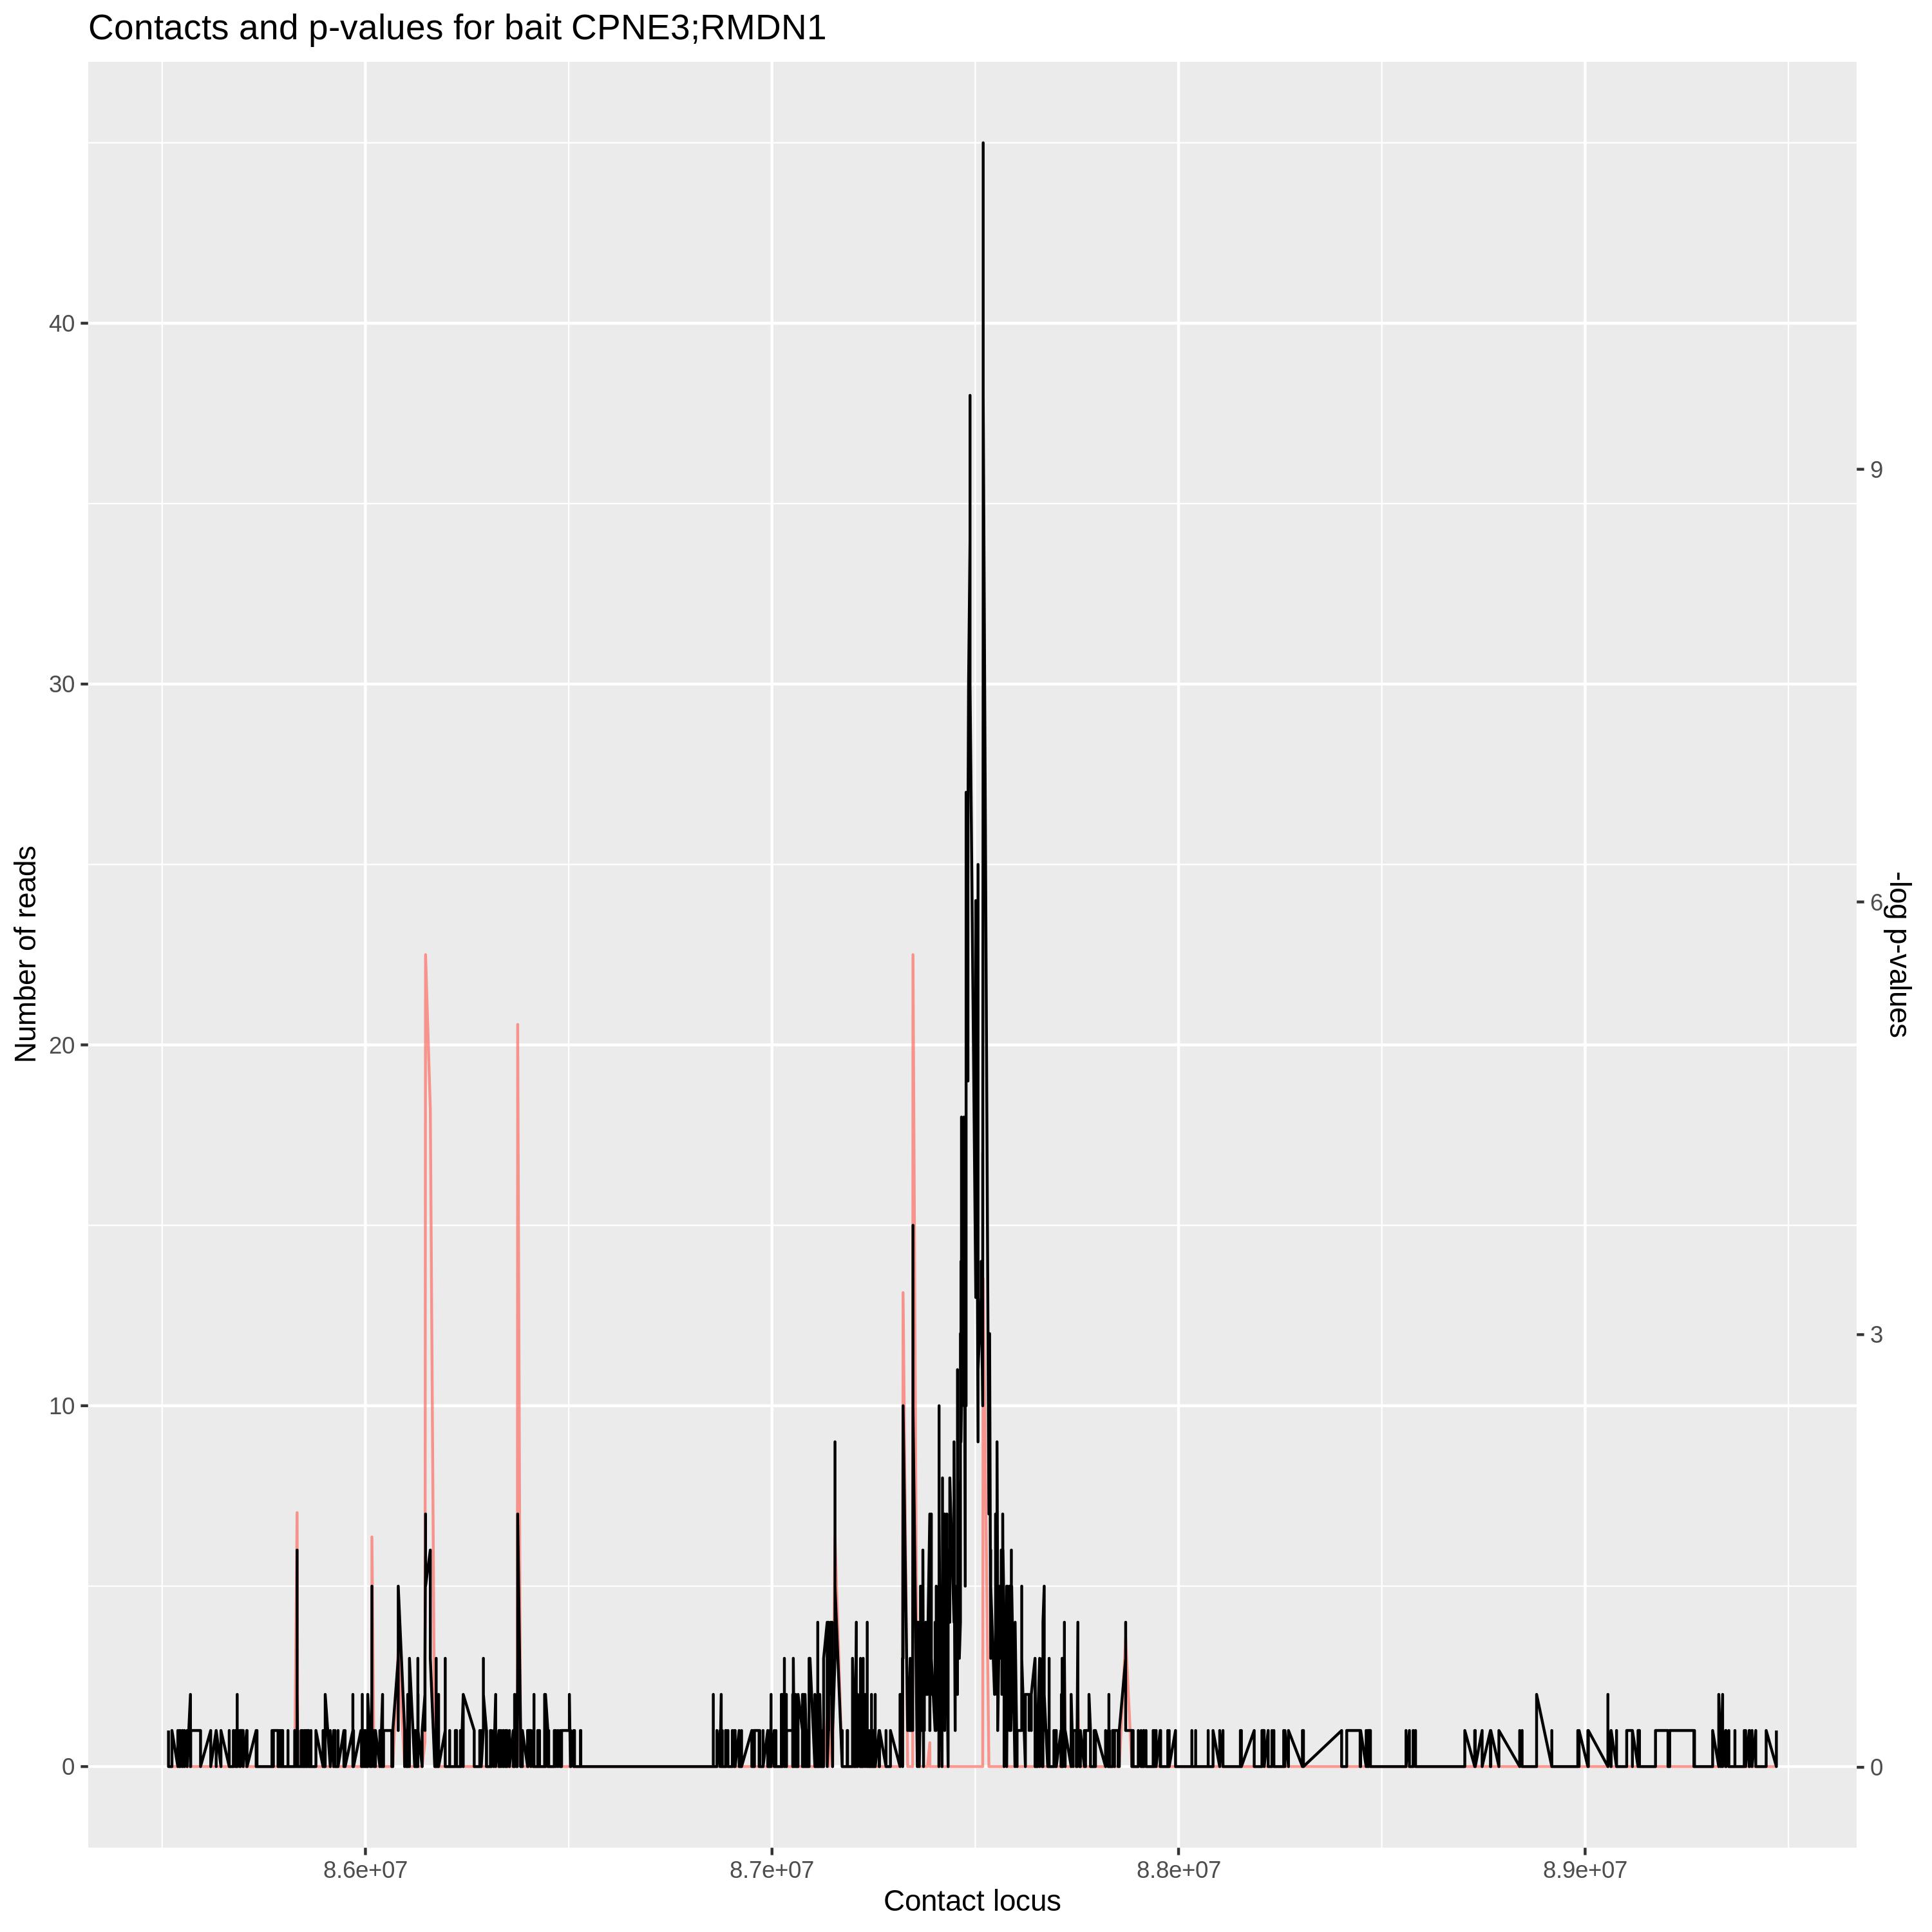 Contacts and p-values for bait CPNE3;RMDN1
Number of reads
40
30
20
10
0
9
6
3
0
-log p-values
8.6e+07
8.7e+07
8.8e+07
8.9e+07
Contact locus